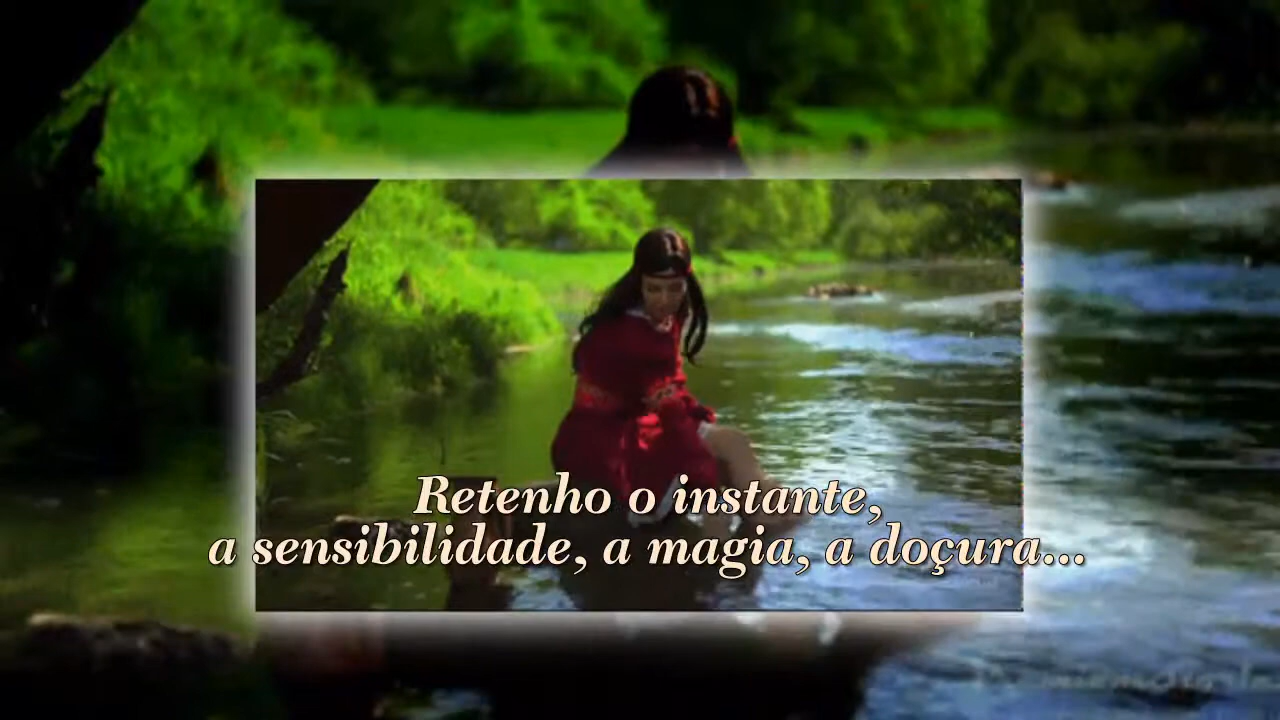 Retenho o instante,
a sensibilidade, a magia, a doçura...